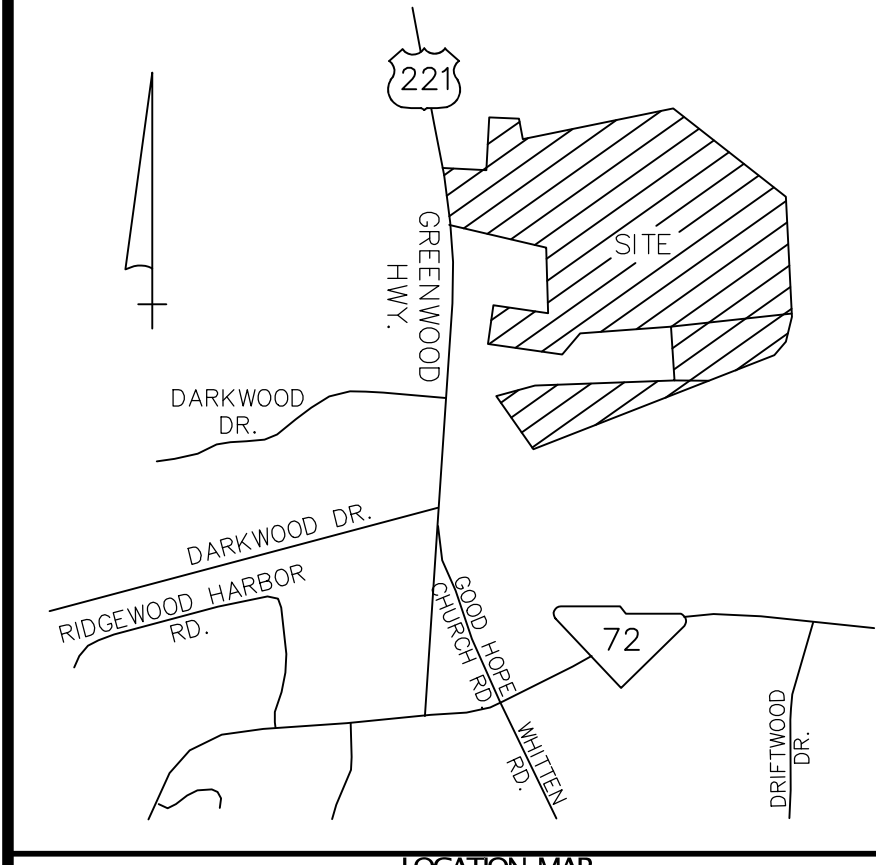 221
GREENWOOD
HWY.
SITE
DARKWOOD
DR.
DARKWOOD DR.
RIDGEWOOD HARBOR
RD.
GOOD HOPE
CHURCH RD.
72
WHITTEN
RD.
DRIFTWOOD
DR.
LOCATION MAP